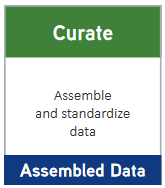 Curate
Assemble
and standardize
data
Assembled Data